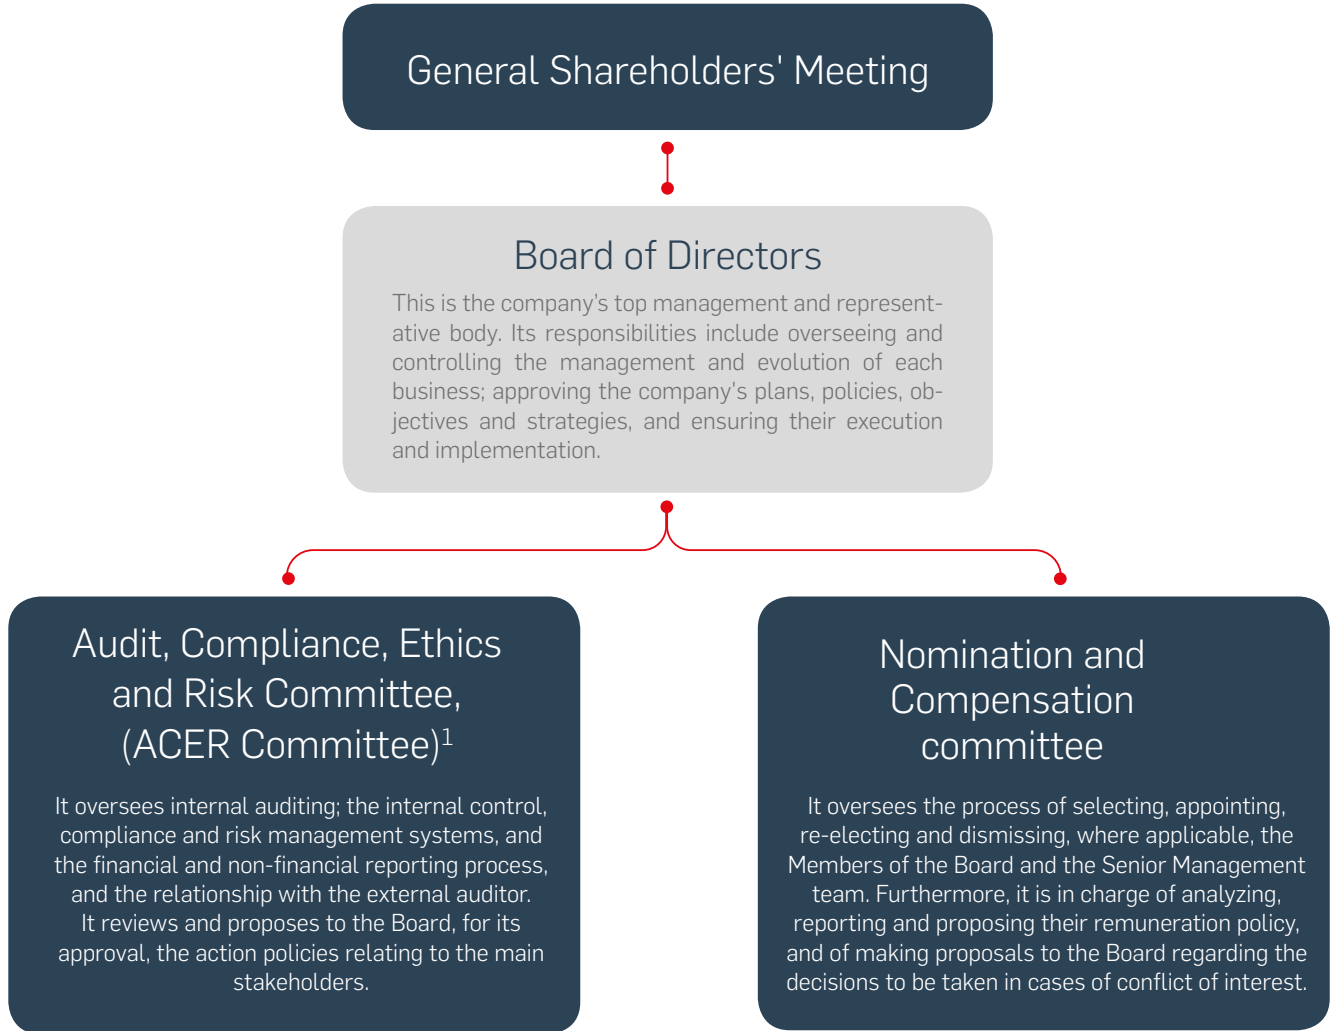 General Shareholders' Meeting
Board of Directors
This is the company's top management and represent-
ative body. Its responsibilities include overseeing and
controlling the management and evolution of each
business; approving the company's plans, policies, ob-
jectives and strategies, and ensuring their execution
and implementation.
Audit, Compliance, Ethics
and Risk Committee,
(ACER Committee)¹
It oversees internal auditing; the internal control,
compliance and risk management systems, and
the financial and non-financial reporting process,
and the relationship with the external auditor.
It reviews and proposes to the Board, for its
approval, the action policies relating to the main
stakeholders.
Nomination and
Compensation
committee
It oversees the process of selecting, appointing,
re-electing and dismissing, where applicable, the
Members of the Board and the Senior Management
team. Furthermore, it is in charge of analyzing,
reporting and proposing their remuneration policy,
and of making proposals to the Board regarding the
decisions to be taken in cases of conflict of interest.